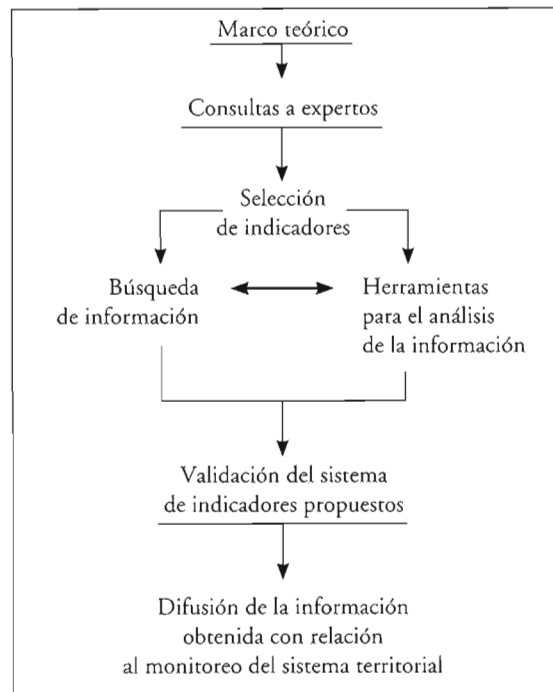 Marco teórico
Consultas a expertos
Selección
de indicadores
Búsqueda
de información
Herramientas
para el análisis
de la información
Validación del sistema
de indicadores propuestos
Difusión de la información
obtenida con relación
al monitoreo del sistema territorial